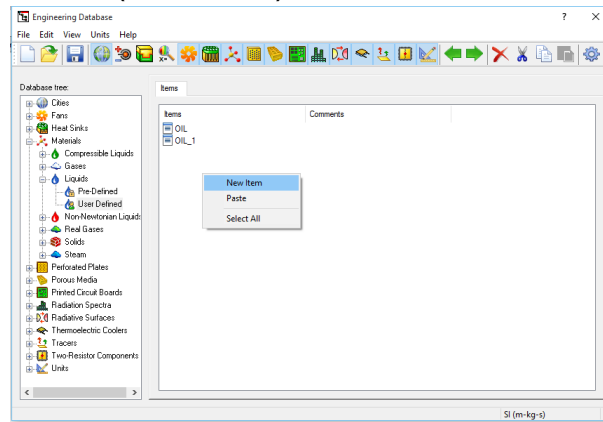 Engineering Database
File Edit View Units Help
Database tree:
Cities
Fans
Heat Sinks
Materials
Compressible Liquids
Gases
Liquids
Pre-Defined
User Defined
Non-Newtonian Liquids
Real Gases
Solids
Steam
Perforated Plates
Porous Media
Printed Circuit Boards
Radiation Spectra
Radiative Surfaces
Thermoelectric Coolers
Tracers
Two-Resistor Components
Units
Items
Items Comments
OIL
OIL_1
New Item
Paste
Select All
SI (m-kg-s)